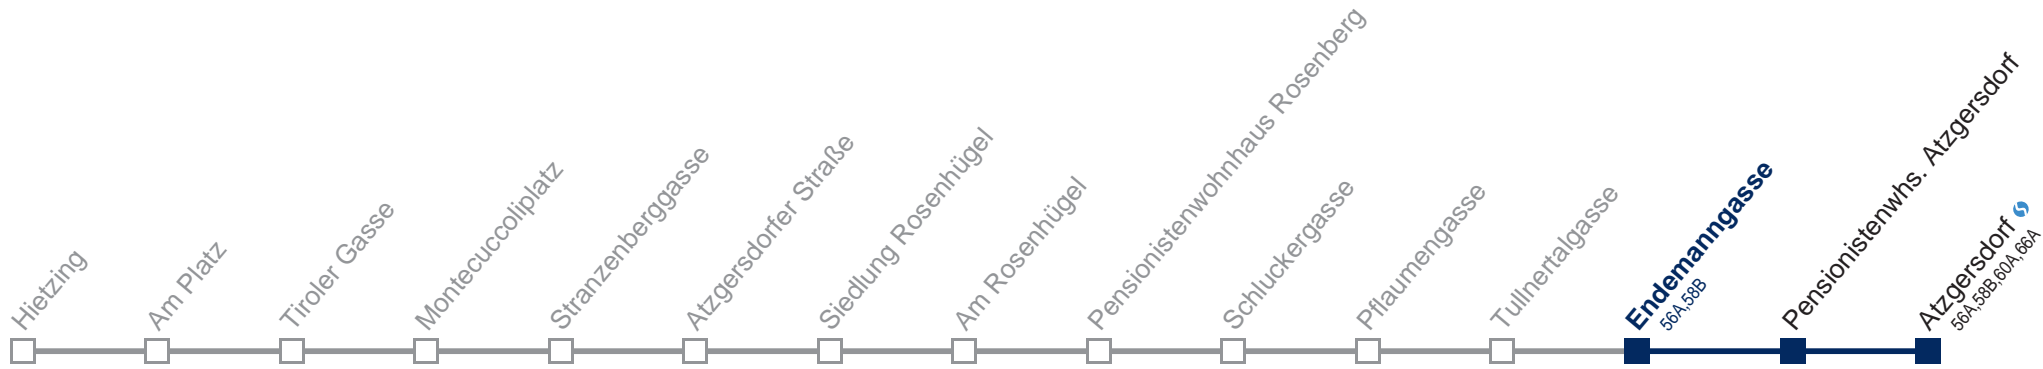 Hietzing
Am Platz
Tiroler Gasse
Montecuccoliplatz
Stranzenberggasse
Atzgersdorfer Straße
Siedlung Rosenhügel
Am Rosenhügel
Pensionistenwohnhaus Rosenberg
Schluckergasse
Pflaumengasse
Tullnertalgasse
Endemanngasse
56A,58B
Pensionistenwhs. Atzgersdorf
Atzgersdorf
56A,58B,60A,66A